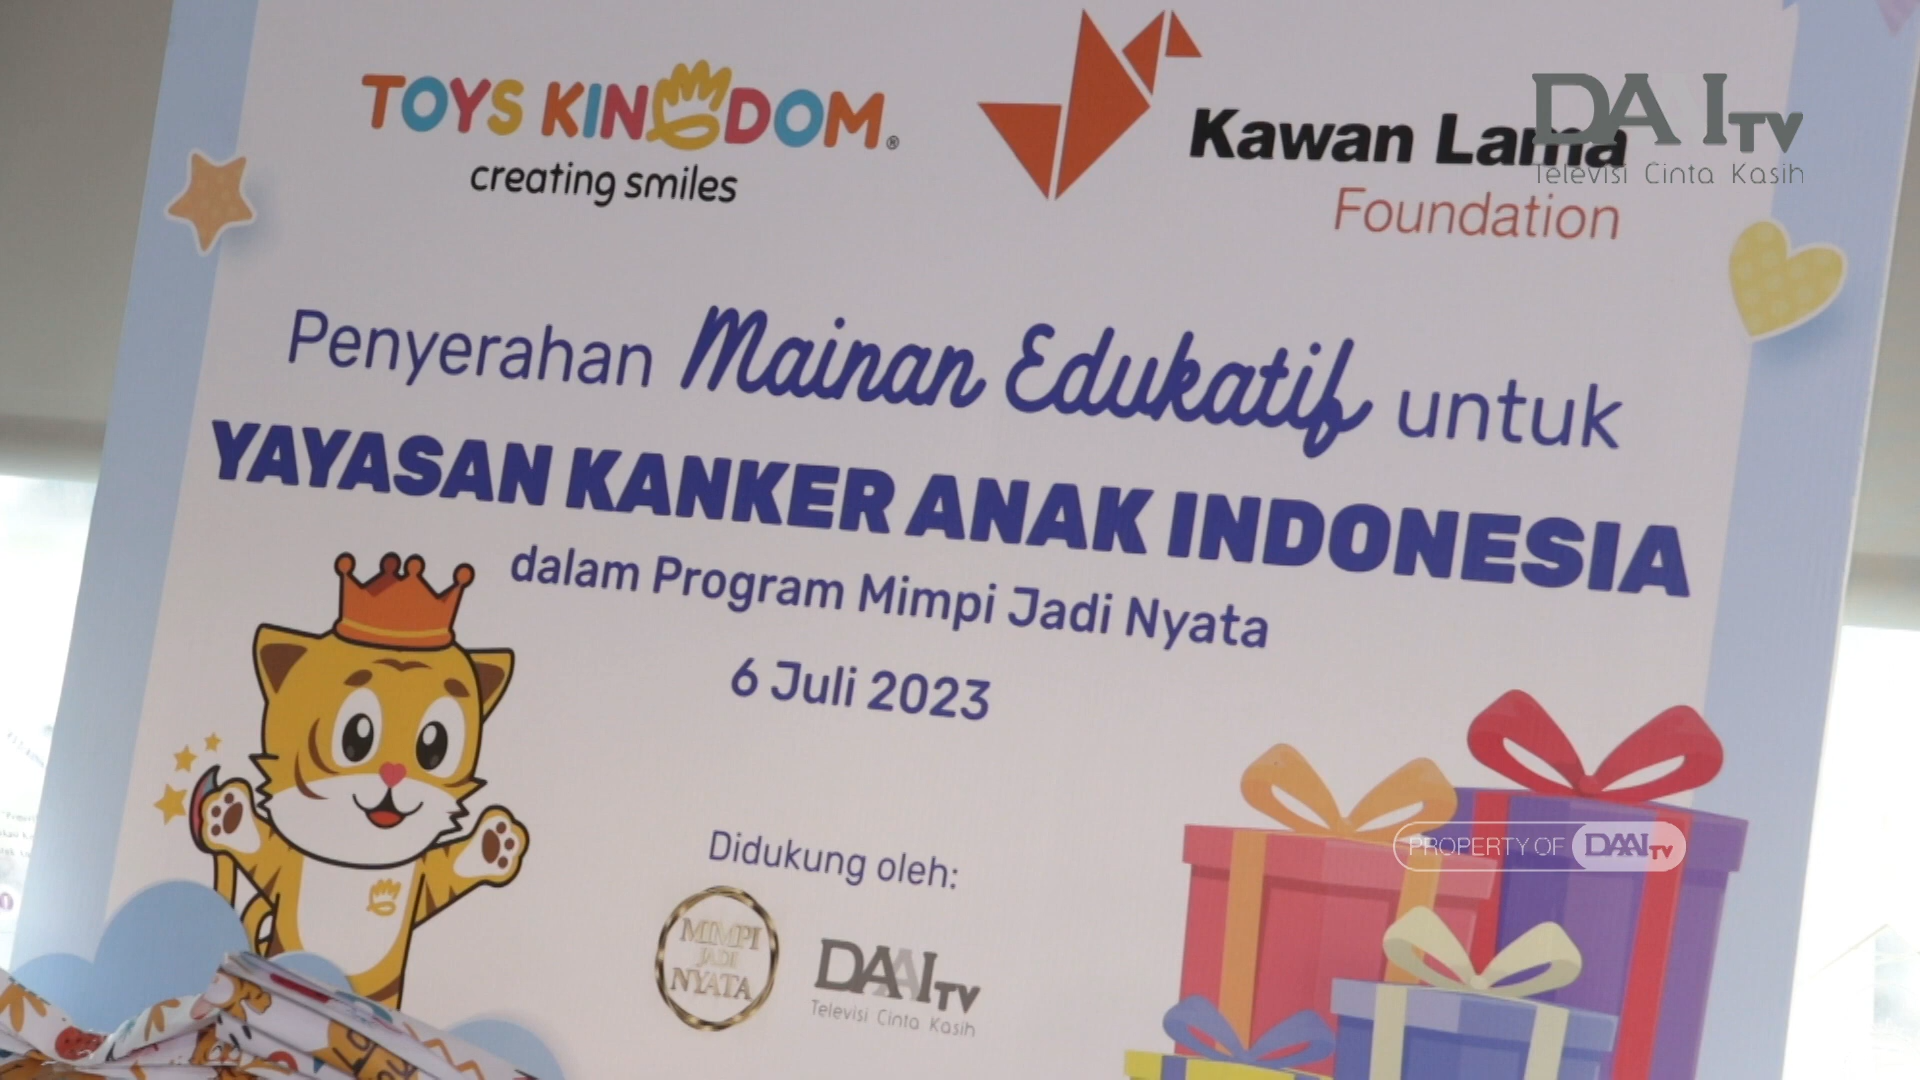 TOYS KINGDOM®
creating smiles
Kawan Lama
Foundation
DAAI TV
Televisi Cinta Kasih
Penyerahan Mainan Edukatif untuk
YAYASAN KANKER ANAK INDONESIA
dalam Program Mimpi Jadi Nyata
6 Juli 2023
PROPERTY OF DAAI TV
Didukung oleh:
MIMPI
JADI
NYATA
DAAI TV
Televisi Cinta Kasih